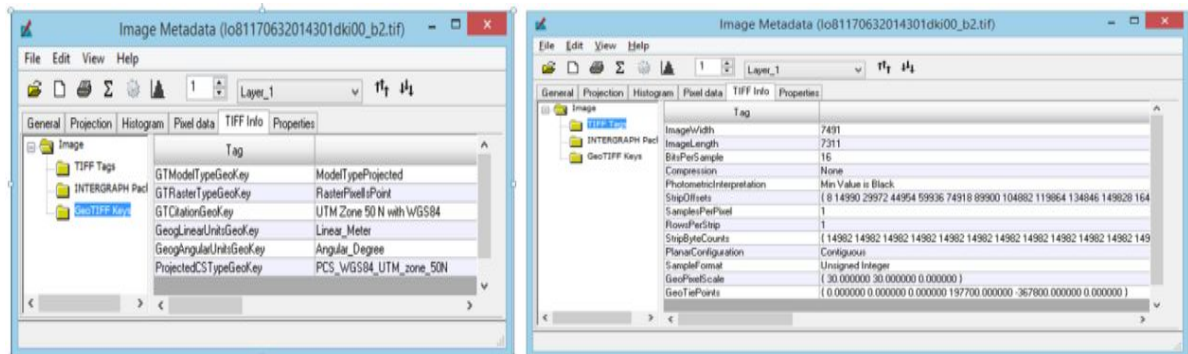 Image Metadata (lo81170632014301dki00_b2.tif)
File Edit View Help
1 Layer_1
General Projection Histogram Pixel data TIFF Info Properties
Image
TIFF Tags
INTERGRAPH Pacl
GeoTIFF Keys
Tag
GTModelTypeGeoKey ModelTypeProjected
GTRasterTypeGeoKey RasterPixelIsPoint
GTCitationGeoKey UTM Zone 50 N with WGS84
GeogLinearUnitsGeoKey Linear_Meter
GeogAngularUnitsGeoKey Angular_Degree
ProjectedCSTypeGeoKey PCS_WGS84_UTM_zone_50N
Image Metadata (lo81170632014301dki00_b2.tif)
File Edit View Help
1 Layer_1
General Projection Histogram Pixel data TIFF Info Properties
Image
TIFF Tags
INTERGRAPH Pacl
GeoTIFF Keys
Tag
ImageWidth 7491
ImageLength 7311
BitsPerSample 16
Compression None
PhotometricInterpretation Min Value is Black
StripOffsets ( 8 14990 29972 44954 59936 74918 89900 104882 119864 134846 149828 164
SamplesPerPixel 1
RowsPerStrip 1
StripByteCounts ( 14982 14982 14982 14982 14982 14982 14982 14982 14982 14982 149
PlanarConfiguration Contiguous
SampleFormat Unsigned Integer
GeoPixelScale ( 30.000000 30.000000 0.000000 )
GeoTiePoints ( 0.000000 0.000000 0.000000 197700.000000 -367800.000000 0.000000 )